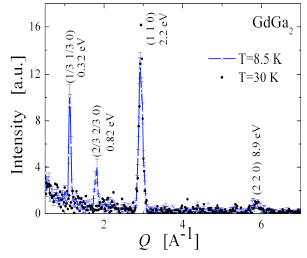 GdGa2
16
12
8
4
0
Intensity [a.u.]
(1/3 1/3 0)
0.32 eV
(2/3 2/3 0)
0.82 eV
(1 1 0)
2.2 eV
T=8.5 K
T=30 K
(2 2 0) 8.9 eV
2 4 6
Q [A⁻¹]